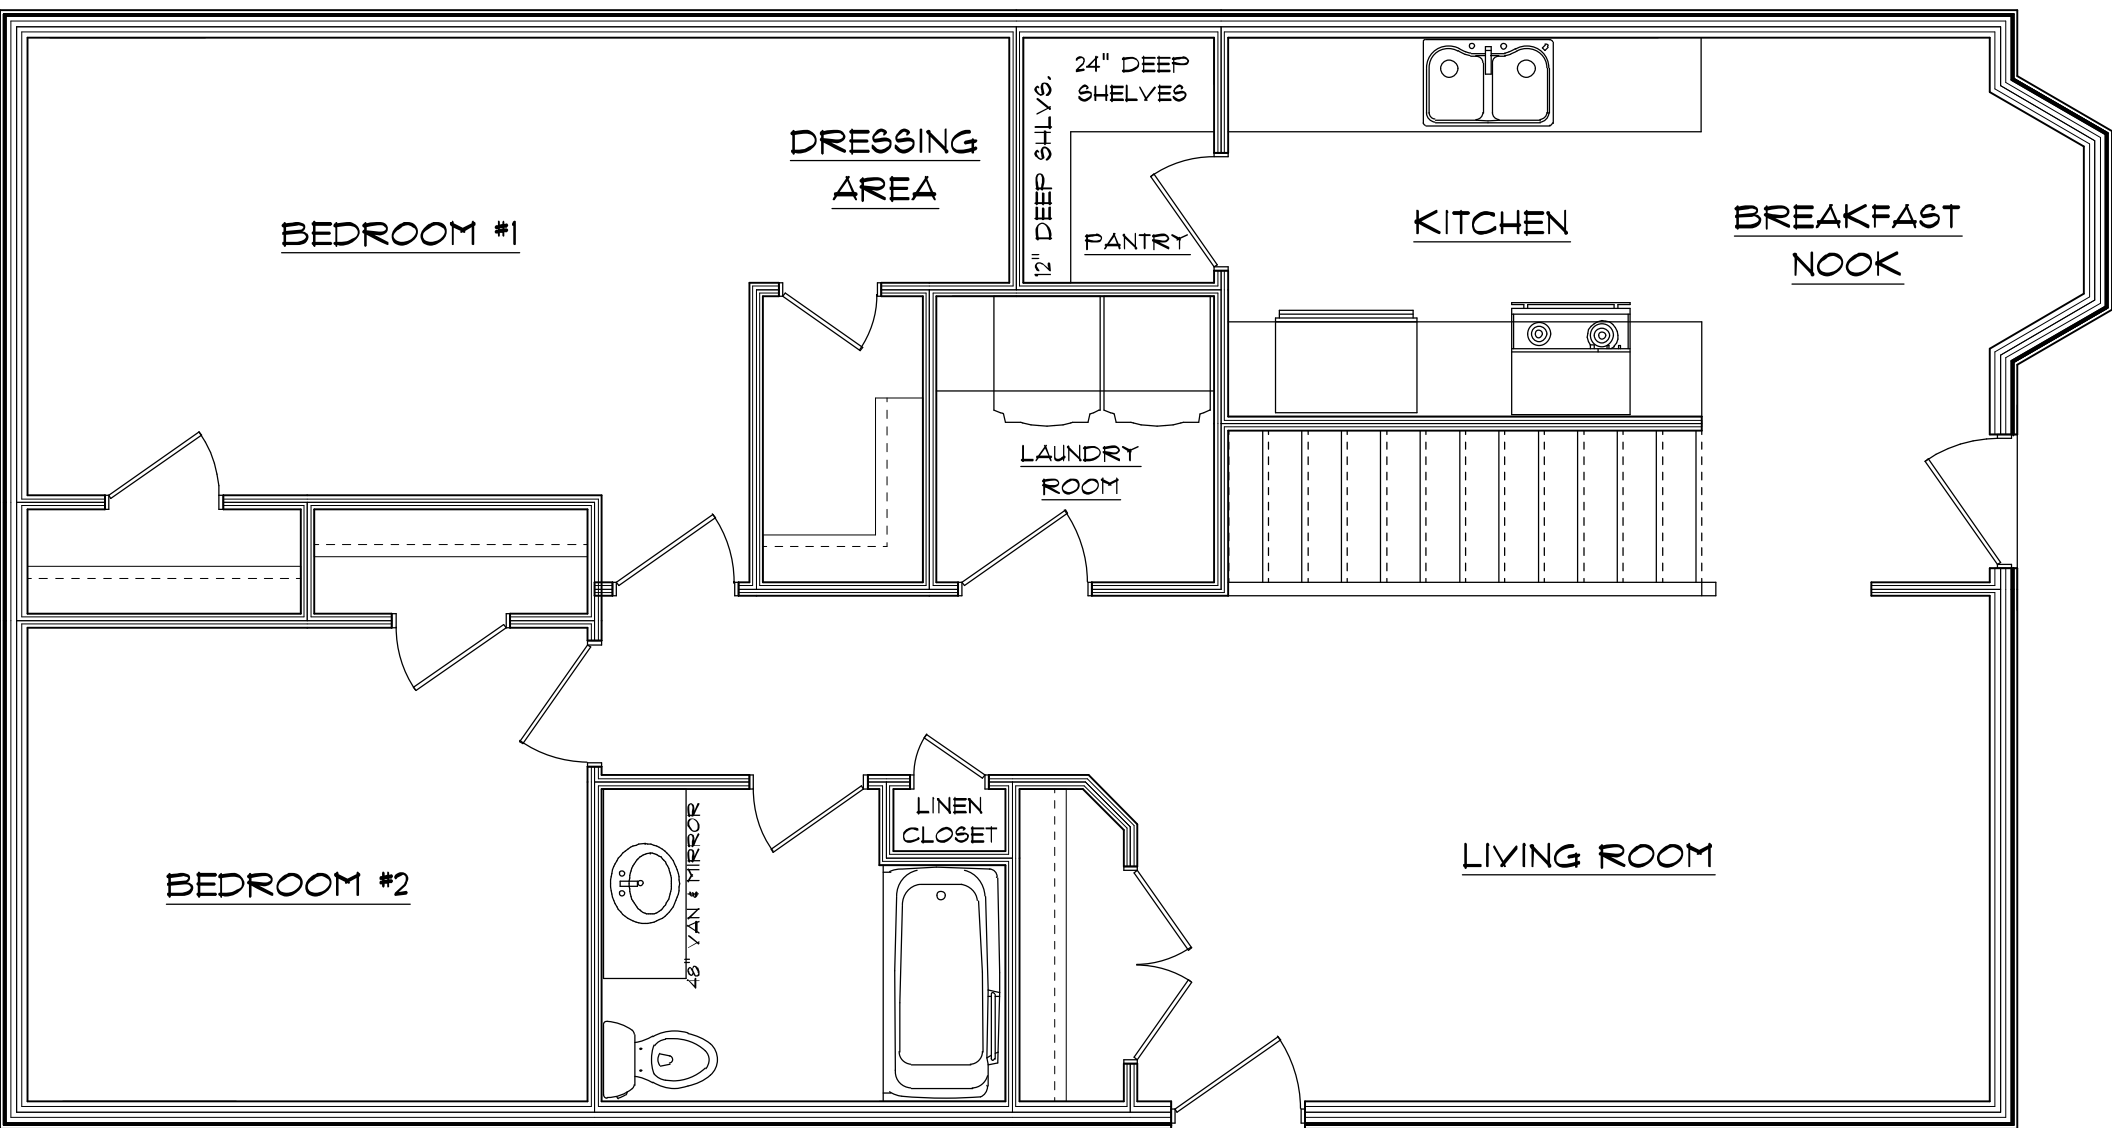 24" DEEP
SHELVES
12" DEEP SHLVS.
DRESSING
AREA
BEDROOM #1
PANTRY
KITCHEN
BREAKFAST
NOOK
LAUNDRY
ROOM
LINEN
CLOSET
48" VAN & MIRROR
LIVING ROOM
BEDROOM #2